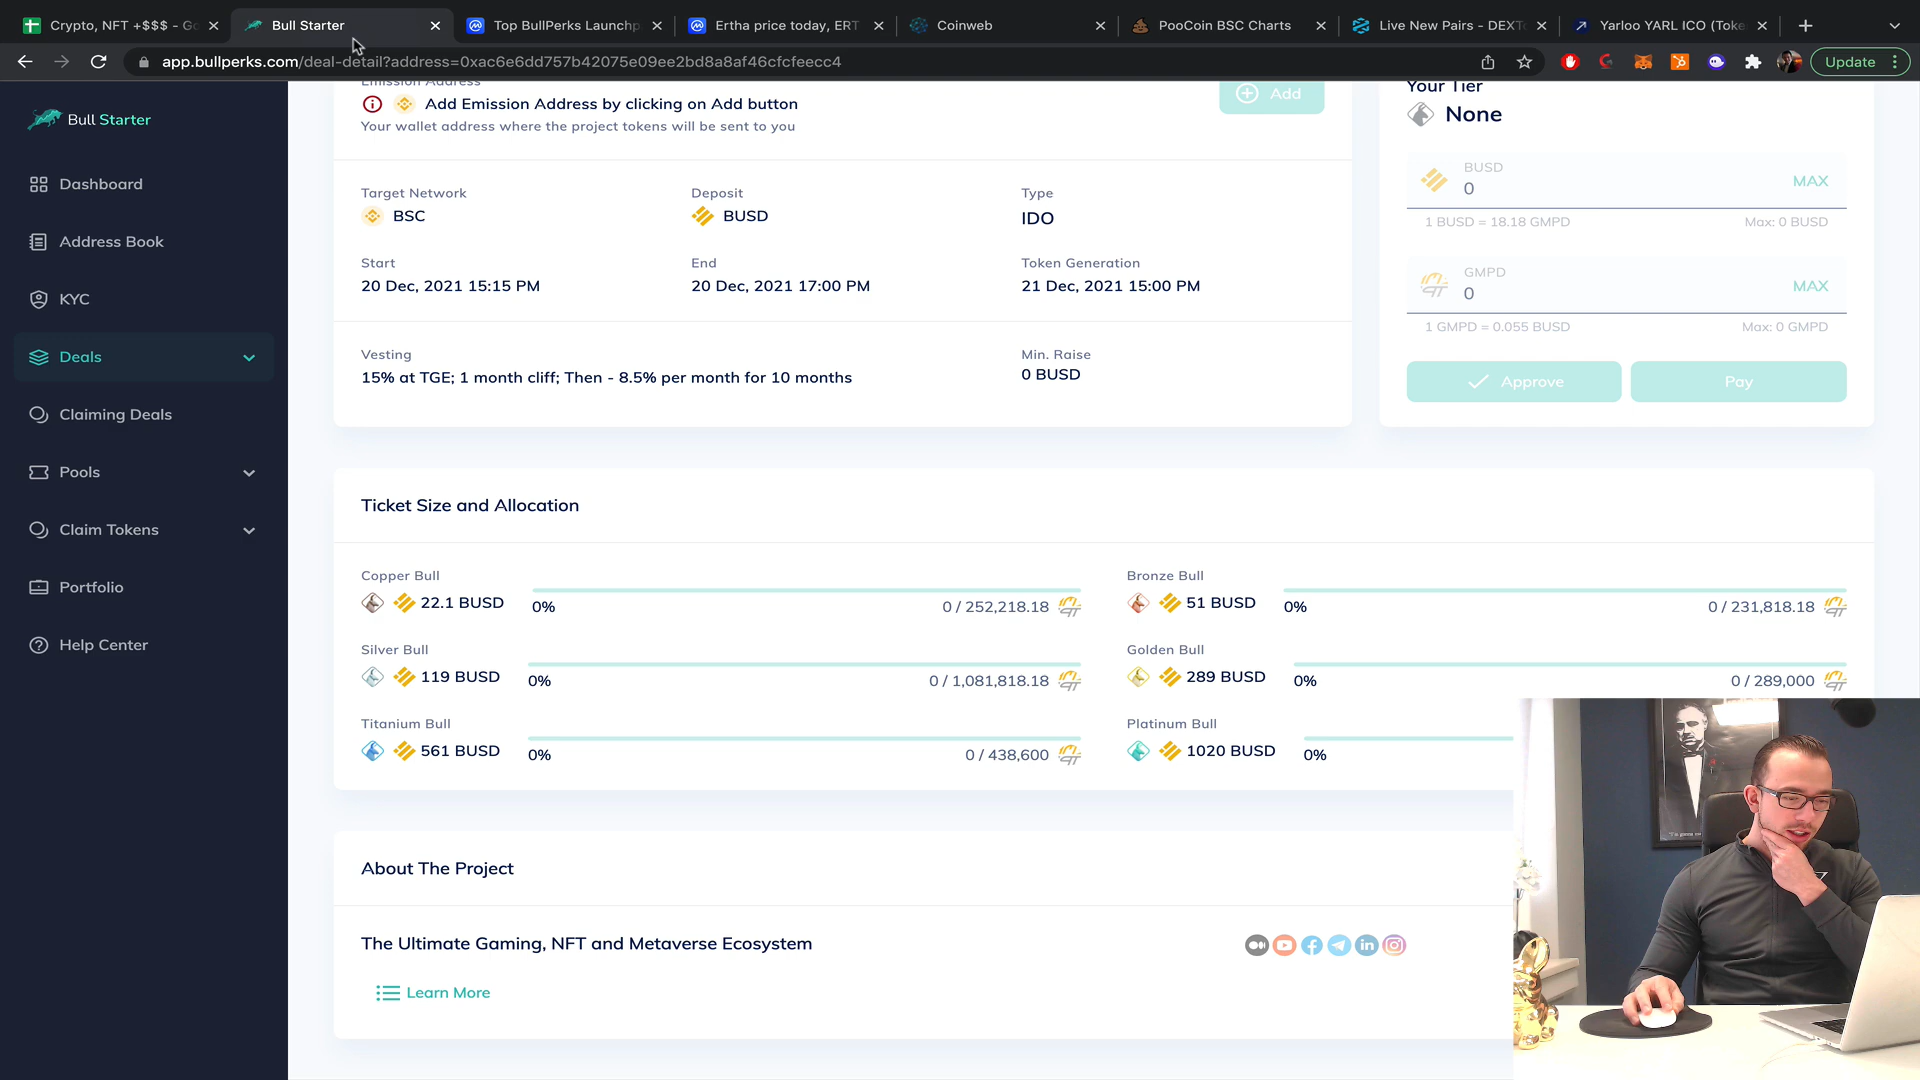 Crypto, NFT +$$$ - Go
Bull Starter
Top BullPerks Launchp
Ertha price today, ERT
Coinweb
PooCoin BSC Charts
Live New Pairs - DEXTo
Yarloo YARL ICO (Toke
app.bullperks.com/deal-detail?address=0xac6e6dd757b42075e09ee2bd8a8af46cfcfeecc4
Update
Bull Starter
Dashboard
Address Book
KYC
Deals
Claiming Deals
Pools
Claim Tokens
Portfolio
Help Center
Emission Address
Add Emission Address by clicking on Add button
Your wallet address where the project tokens will be sent to you
Add
Target Network
BSC
Deposit
BUSD
Type
IDO
Start
20 Dec, 2021 15:15 PM
End
20 Dec, 2021 17:00 PM
Token Generation
21 Dec, 2021 15:00 PM
Vesting
15% at TGE; 1 month cliff; Then - 8.5% per month for 10 months
Min. Raise
0 BUSD
Your Tier
None
BUSD
0
MAX
1 BUSD = 18.18 GMPD
Max: 0 BUSD
GMPD
0
MAX
1 GMPD = 0.055 BUSD
Max: 0 GMPD
Approve
Pay
Ticket Size and Allocation
Copper Bull
22.1 BUSD
0%
0 / 252,218.18
Bronze Bull
51 BUSD
0%
0 / 231,818.18
Silver Bull
119 BUSD
0%
0 / 1,081,818.18
Golden Bull
289 BUSD
0%
0 / 289,000
Titanium Bull
561 BUSD
0%
0 / 438,600
Platinum Bull
1020 BUSD
0%
About The Project
The Ultimate Gaming, NFT and Metaverse Ecosystem
Learn More